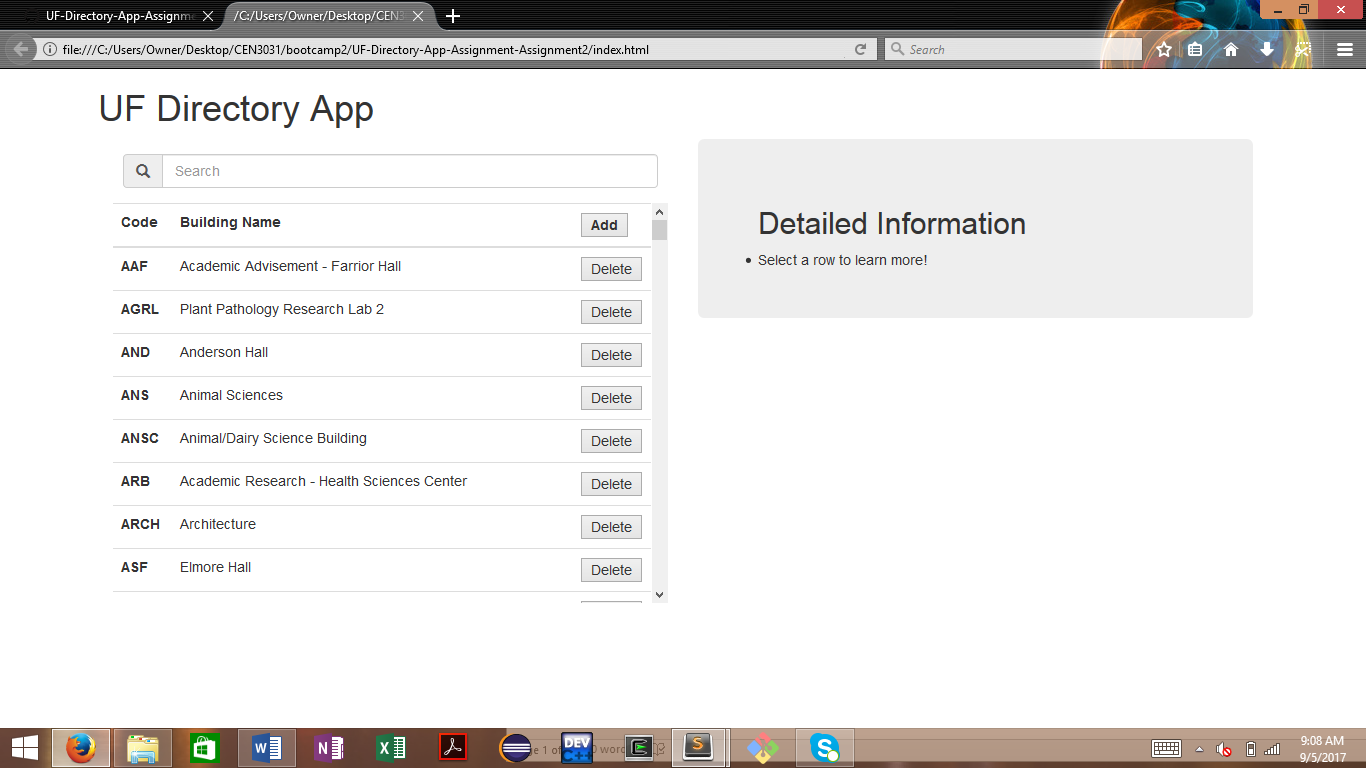 UF-Directory-App-Assignme
/C:/Users/Owner/Desktop/CEN3
file:///C:/Users/Owner/Desktop/CEN3031/bootcamp2/UF-Directory-App-Assignment-Assignment2/index.html
Search
UF Directory App
Search
Code Building Name Add
AAF Academic Advisement - Farrior Hall Delete
AGRL Plant Pathology Research Lab 2 Delete
AND Anderson Hall Delete
ANS Animal Sciences Delete
ANSC Animal/Dairy Science Building Delete
ARB Academic Research - Health Sciences Center Delete
ARCH Architecture Delete
ASF Elmore Hall Delete
Detailed Information
Select a row to learn more!
DEV
C++
9:08 AM
9/5/2017